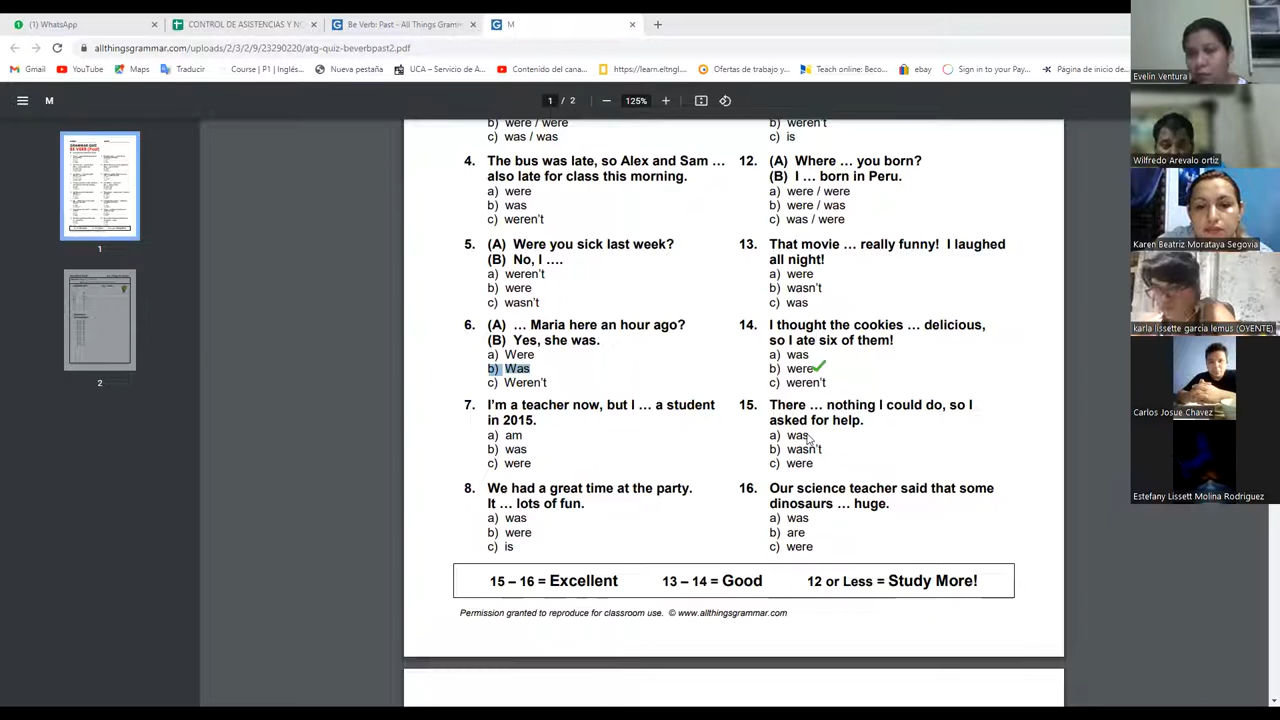 (1) WhatsApp
CONTROL DE ASISTENCIAS Y NO
Be Verb: Past - All Things Gramm
M
allthingsgrammar.com/uploads/2/3/2/9/23290220/atg-quiz-beverbpast2.pdf
Gmail
YouTube
Maps
Traducir
Course | P1 | Inglés...
Nueva pestaña
UCA – Servicio de A...
Contenido del cana...
https://learn.eltngl....
Ofertas de trabajo y...
Teach online: Beco...
ebay
Sign in to your Pay...
Página de inicio de
M
1 / 2
125%
1
2
b) were / were
c) was / was
4. The bus was late, so Alex and Sam …
also late for class this morning.
a) were
b) was
c) weren't
5. (A) Were you sick last week?
(B) No, I ….
a) weren't
b) were
c) wasn't
6. (A) … Maria here an hour ago?
(B) Yes, she was.
a) Were
b) Was
c) Weren't
7. I'm a teacher now, but I … a student
in 2015.
a) am
b) was
c) were
8. We had a great time at the party.
It … lots of fun.
a) was
b) were
c) is
b) weren't
c) is
12. (A) Where … you born?
(B) I … born in Peru.
a) were / were
b) were / was
c) was / were
13. That movie … really funny! I laughed
all night!
a) were
b) wasn't
c) was
14. I thought the cookies … delicious,
so I ate six of them!
a) was
b) were
c) weren't
15. There … nothing I could do, so I
asked for help.
a) was
b) wasn't
c) were
16. Our science teacher said that some
dinosaurs … huge.
a) was
b) are
c) were
15 – 16 = Excellent 13 – 14 = Good 12 or Less = Study More!
Permission granted to reproduce for classroom use. © www.allthingsgrammar.com
Evelin Ventura
Wilfredo Arevalo ortiz
Karen Beatriz Morataya Segovia
karla lissette garcia lemus (OYENTE)
Carlos Josue Chavez
Estefany Lissett Molina Rodriguez